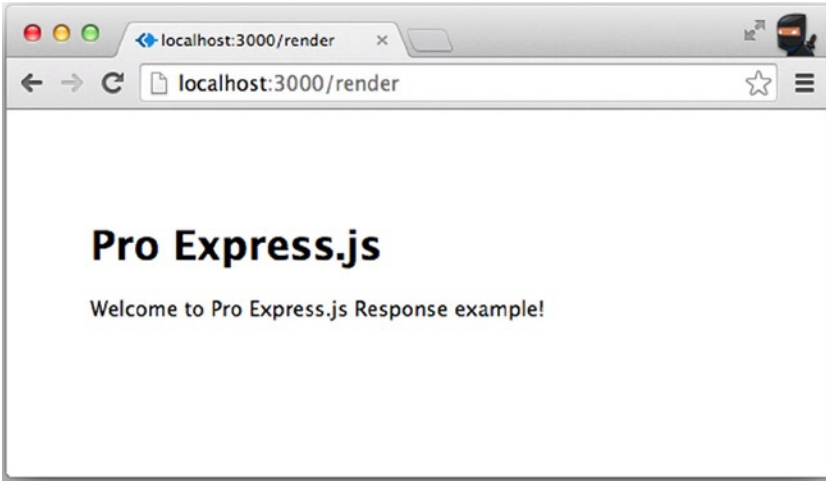 localhost:3000/render
localhost:3000/render
Pro Express.js
Welcome to Pro Express.js Response example!